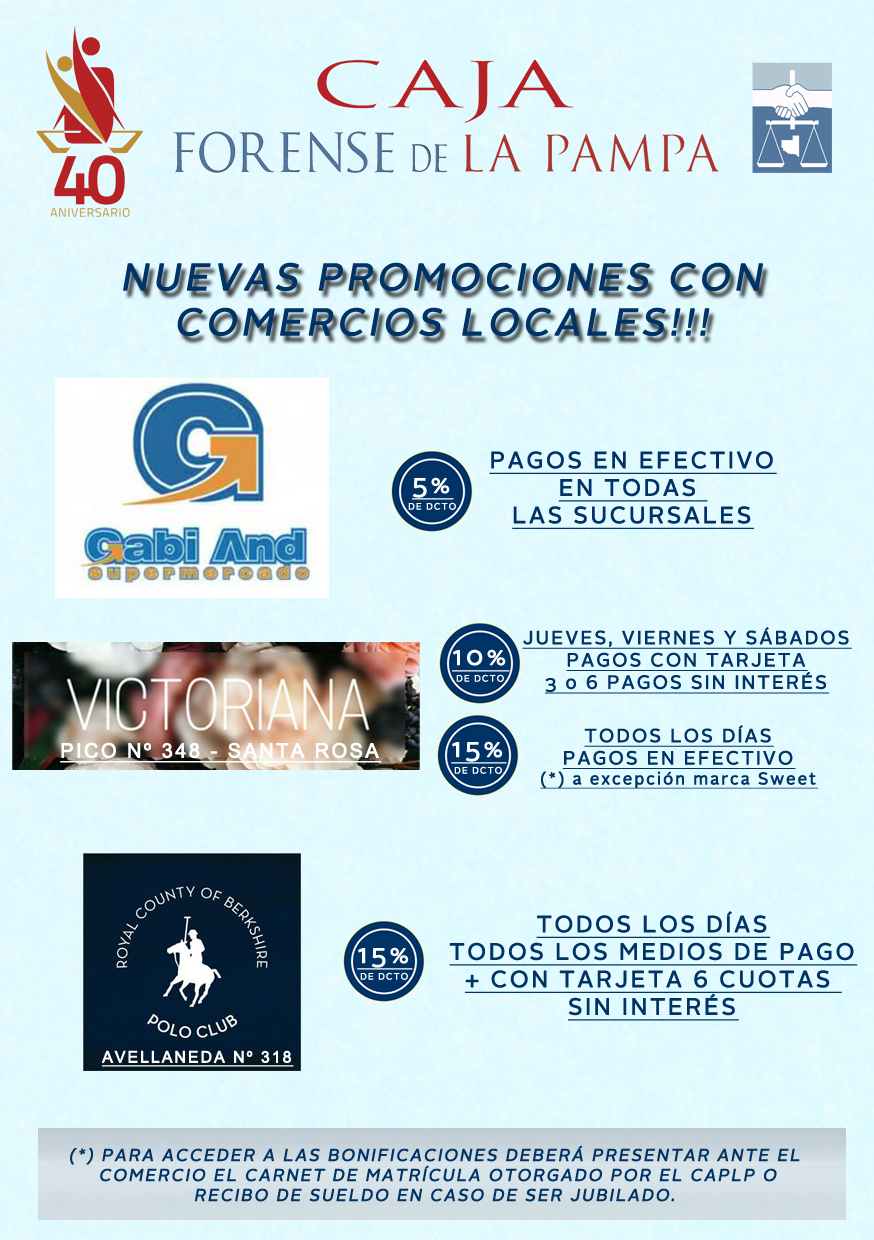 40
ANIVERSARIO
CAJA
FORENSE DE LA PAMPA
NUEVAS PROMOCIONES CON
COMERCIOS LOCALES!!!
Gabi And
supermercado
5%
DE DCTO
PAGOS EN EFECTIVO
EN TODAS
LAS SUCURSALES
VICTORIANA
PICO Nº 348 - SANTA ROSA
10%
DE DCTO
JUEVES, VIERNES Y SÁBADOS
PAGOS CON TARJETA
3 o 6 PAGOS SIN INTERÉS
15%
DE DCTO
TODOS LOS DÍAS
PAGOS EN EFECTIVO
(*) a excepción marca Sweet
ROYAL COUNTY OF BERKSHIRE
POLO CLUB
AVELLANEDA Nº 318
15%
DE DCTO
TODOS LOS DÍAS
TODOS LOS MEDIOS DE PAGO
+ CON TARJETA 6 CUOTAS
SIN INTERÉS
(*) PARA ACCEDER A LAS BONIFICACIONES DEBERÁ PRESENTAR ANTE EL
COMERCIO EL CARNET DE MATRÍCULA OTORGADO POR EL CAPLP O
RECIBO DE SUELDO EN CASO DE SER JUBILADO.